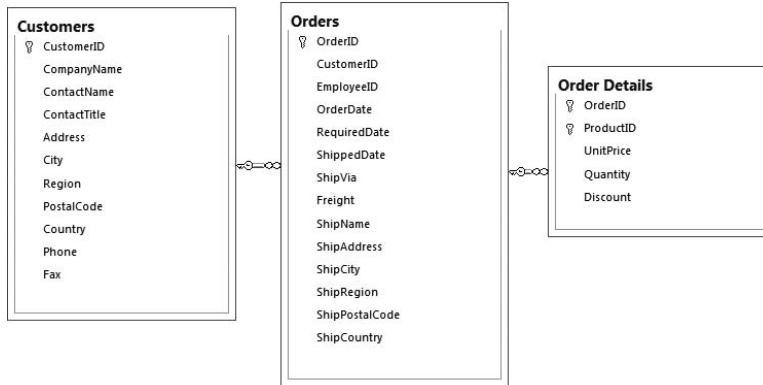 Customers
CustomerID
CompanyName
ContactName
ContactTitle
Address
City
Region
PostalCode
Country
Phone
Fax
Orders
OrderID
CustomerID
EmployeeID
OrderDate
RequiredDate
ShippedDate
ShipVia
Freight
ShipName
ShipAddress
ShipCity
ShipRegion
ShipPostalCode
ShipCountry
Order Details
OrderID
ProductID
UnitPrice
Quantity
Discount